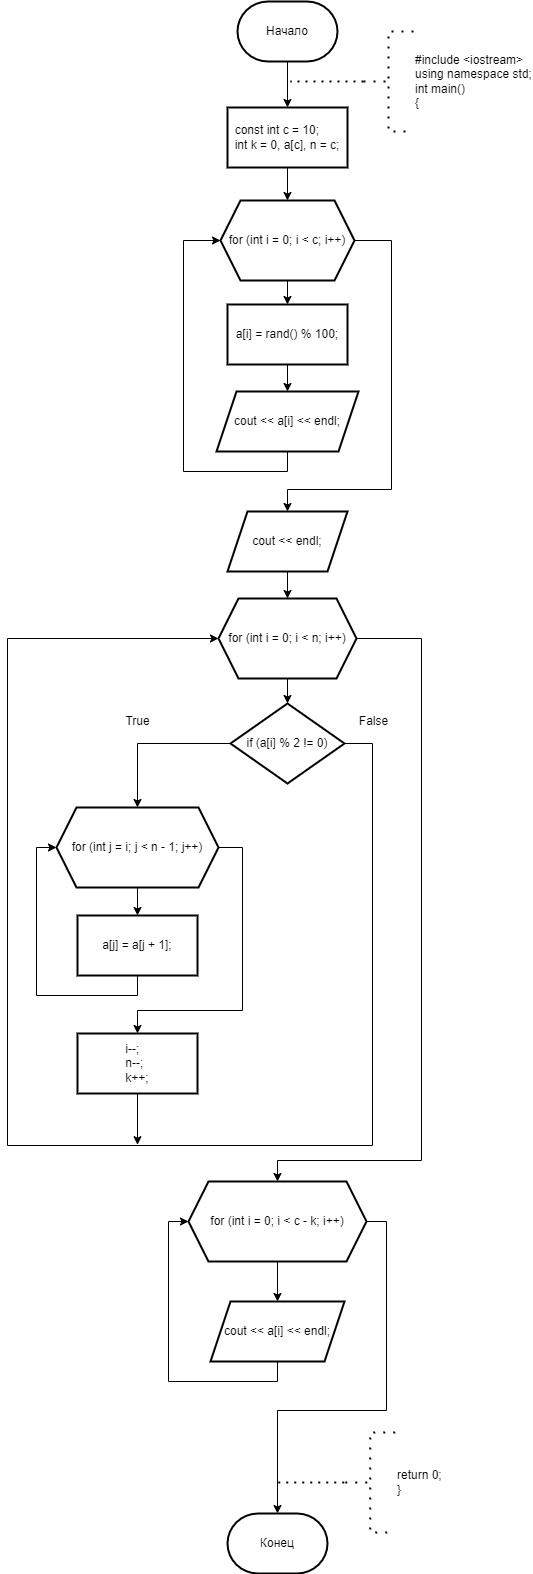 Начало
#include <iostream>
using namespace std;
int main()
{
const int c = 10;
int k = 0, a[c], n = c;
for (int i = 0; i < c; i++)
a[i] = rand() % 100;
cout << a[i] << endl;
cout << endl;
for (int i = 0; i < n; i++)
True
False
if (a[i] % 2 != 0)
for (int j = i; j < n - 1; j++)
a[j] = a[j + 1];
i--;
n--;
k++;
for (int i = 0; i < c - k; i++)
cout << a[i] << endl;
return 0;
}
Конец